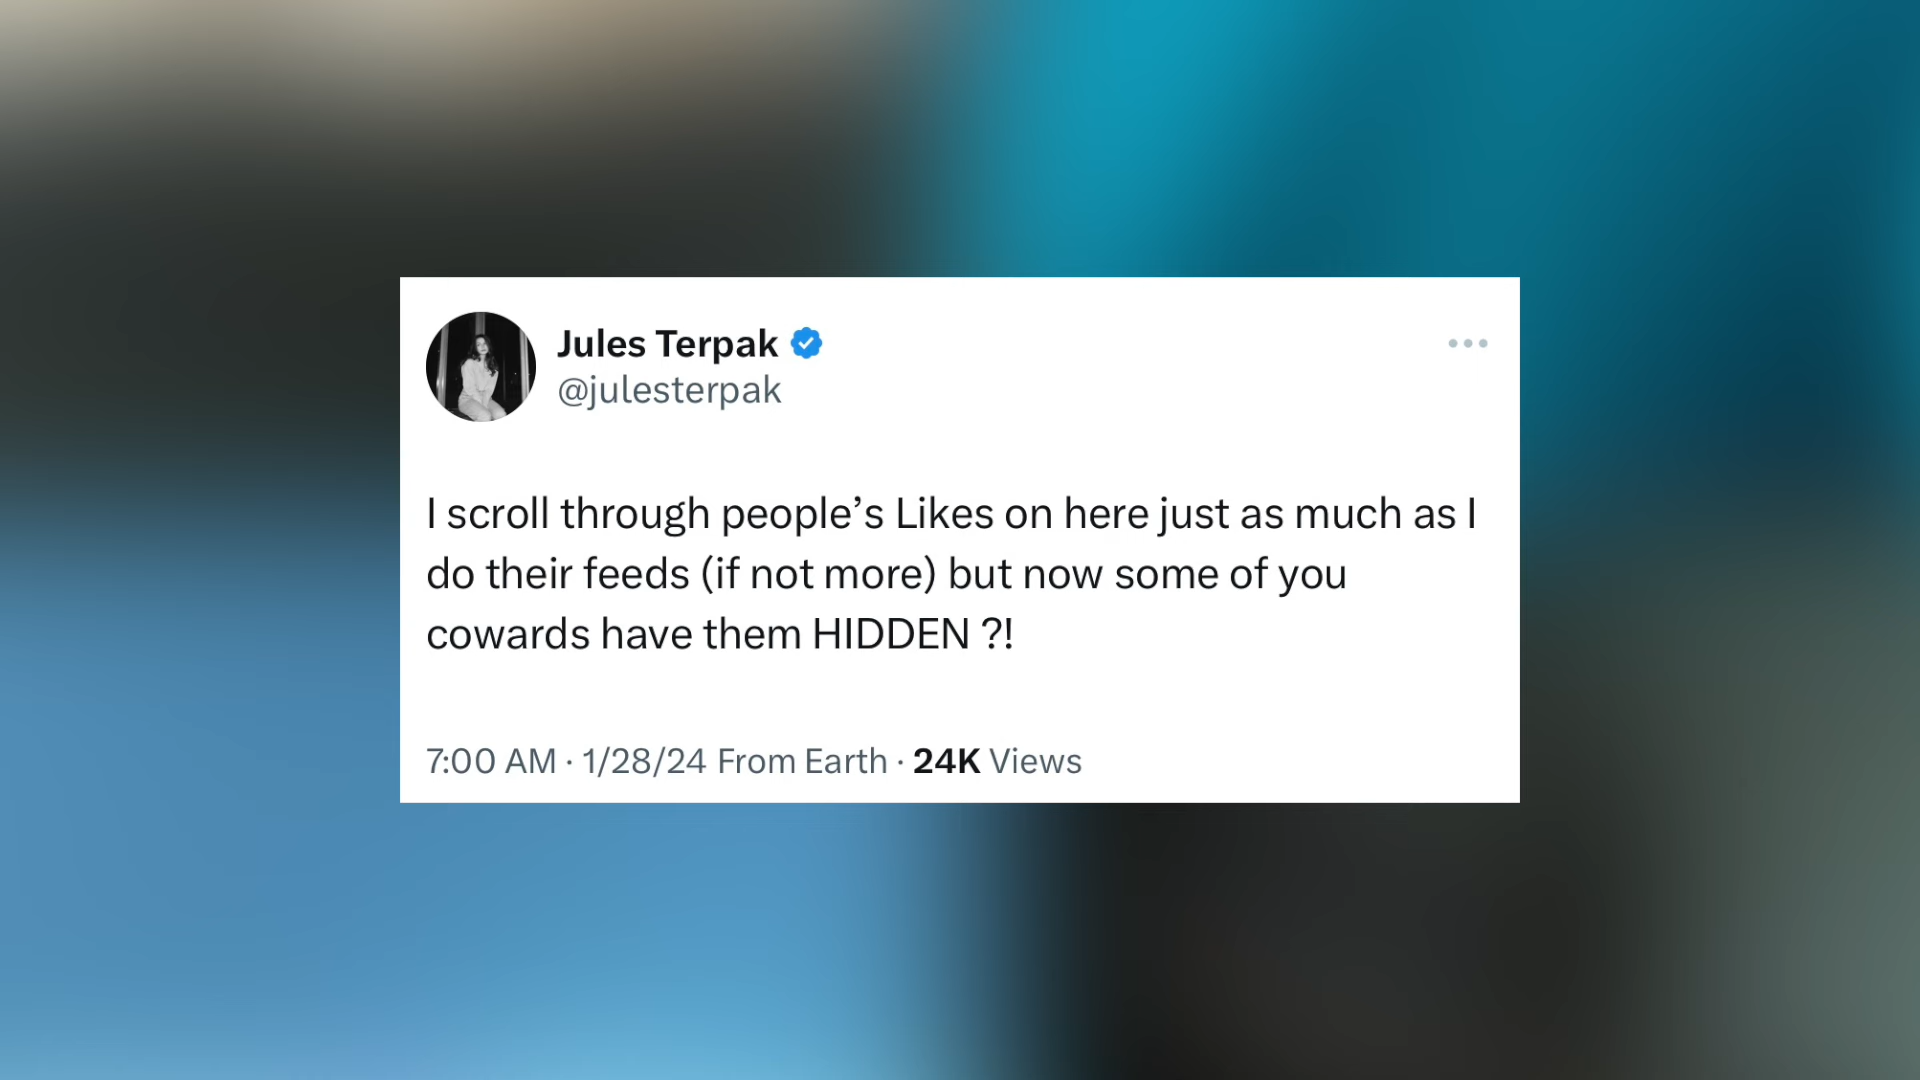 Jules Terpak
@julesterpak
I scroll through people’s Likes on here just as much as I
do their feeds (if not more) but now some of you
cowards have them HIDDEN ?!
7:00 AM · 1/28/24 From Earth · 24K Views